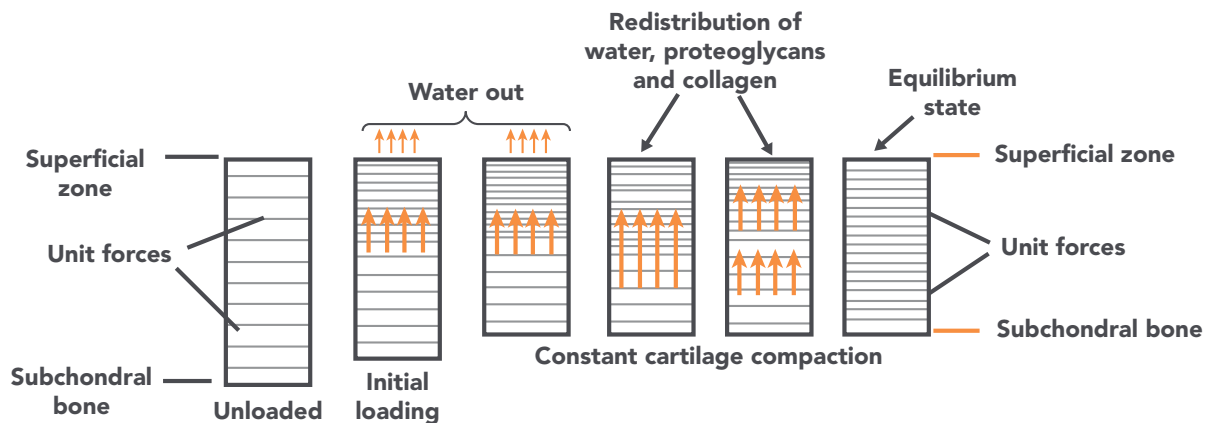 Redistribution of
water, proteoglycans
and collagen
Equilibrium
state
Water out
Superficial
zone
Superficial zone
Unit forces
Unit forces
Subchondral bone
Constant cartilage compaction
Subchondral
bone
Initial
loading
Unloaded